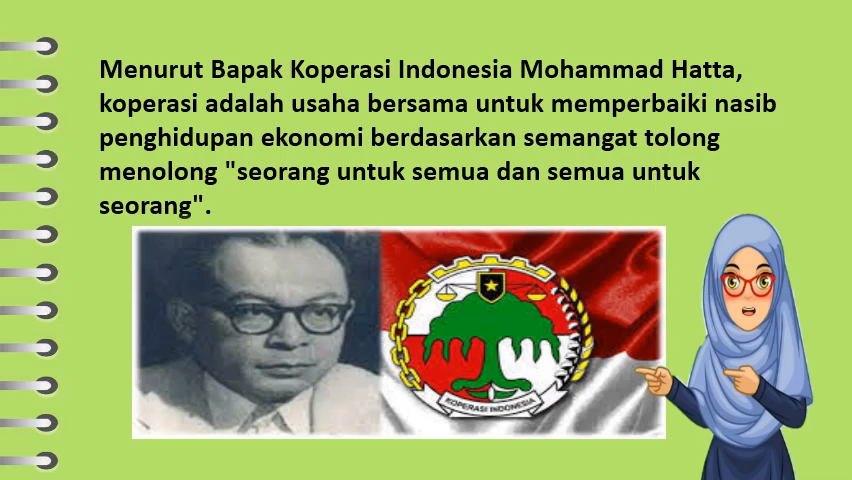 Menurut Bapak Koperasi Indonesia Mohammad Hatta,
koperasi adalah usaha bersama untuk memperbaiki nasib
penghidupan ekonomi berdasarkan semangat tolong
menolong "seorang untuk semua dan semua untuk
seorang".
KOPERASI INDONESIA